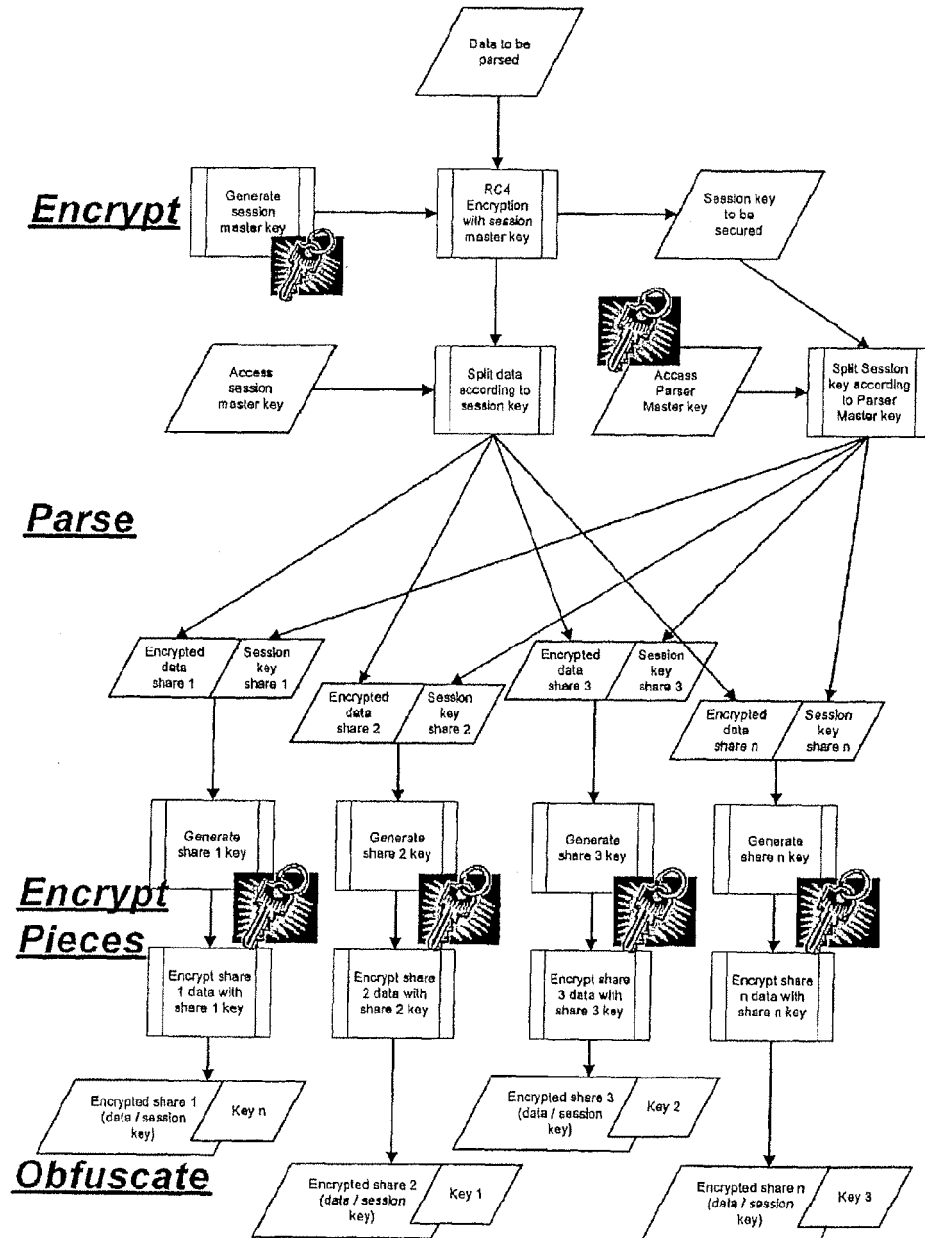 Data to be
parsed
Encrypt
Generate
session
master key
RC4
Encryption
with session
master key
Session key
to be
secured
Access
session
master key
Split data
according to
session key
Access
Parser
Master key
Split Session
key according
to Parser
Master key
Parse
Encrypted
data
share 1
Session
key
share 1
Encrypted
data
share 2
Session
key
share 2
Encrypted
data
share 3
Session
key
share 3
Encrypted
data
share n
Session
key
share n
Encrypt
Pieces
Generate
share 1 key
Generate
share 2 key
Generate
share 3 key
Generate
share n key
Encrypt share
1 data with
share 1 key
Encrypt share
2 data with
share 2 key
Encrypt share
3 data with
share 3 key
Encrypt share
n data with
share n key
Obfuscate
Encrypted share 1
(data / session
key)
Key n
Encrypted share 2
(data / session
key)
Key 1
Encrypted share 3
(data / session
key)
Key 2
Encrypted share n
(data / session
key)
Key 3